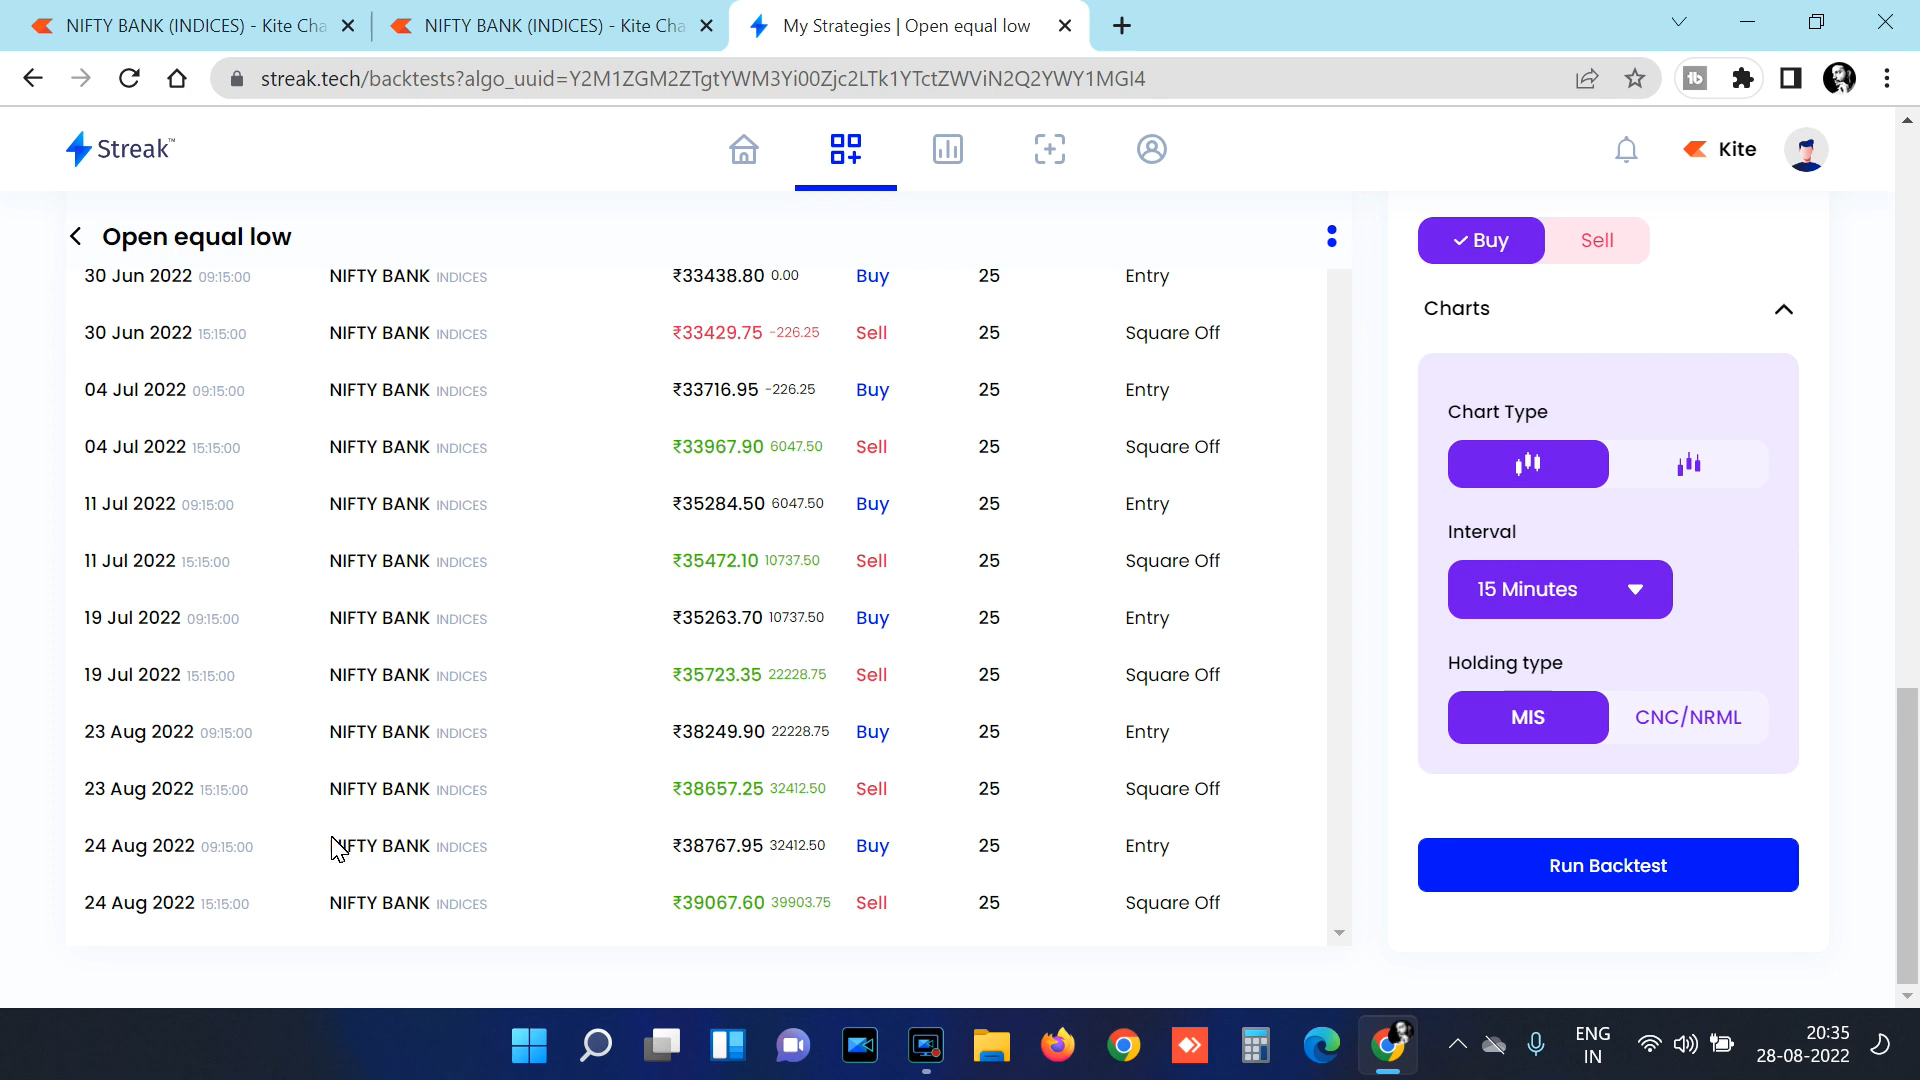 NIFTY BANK (INDICES) - Kite Cha
NIFTY BANK (INDICES) - Kite Cha
My Strategies | Open equal low
streak.tech/backtests?algo_uuid=Y2M1ZGM2ZTgtYWM3Yi00Zjc2LTk1YTctZWViN2Q2YWY1MGI4
Streak™
Kite
Open equal low
30 Jun 2022 09:15:00 NIFTY BANK INDICES ₹33438.80 0.00 Buy 25 Entry
30 Jun 2022 15:15:00 NIFTY BANK INDICES ₹33429.75 -226.25 Sell 25 Square Off
04 Jul 2022 09:15:00 NIFTY BANK INDICES ₹33716.95 -226.25 Buy 25 Entry
04 Jul 2022 15:15:00 NIFTY BANK INDICES ₹33967.90 6047.50 Sell 25 Square Off
11 Jul 2022 09:15:00 NIFTY BANK INDICES ₹35284.50 6047.50 Buy 25 Entry
11 Jul 2022 15:15:00 NIFTY BANK INDICES ₹35472.10 10737.50 Sell 25 Square Off
19 Jul 2022 09:15:00 NIFTY BANK INDICES ₹35263.70 10737.50 Buy 25 Entry
19 Jul 2022 15:15:00 NIFTY BANK INDICES ₹35723.35 22228.75 Sell 25 Square Off
23 Aug 2022 09:15:00 NIFTY BANK INDICES ₹38249.90 22228.75 Buy 25 Entry
23 Aug 2022 15:15:00 NIFTY BANK INDICES ₹38657.25 32412.50 Sell 25 Square Off
24 Aug 2022 09:15:00 NIFTY BANK INDICES ₹38767.95 32412.50 Buy 25 Entry
24 Aug 2022 15:15:00 NIFTY BANK INDICES ₹39067.60 39903.75 Sell 25 Square Off
Buy Sell
Charts
Chart Type
Interval
15 Minutes
Holding type
MIS CNC/NRML
Run Backtest
ENG
IN
20:35
28-08-2022